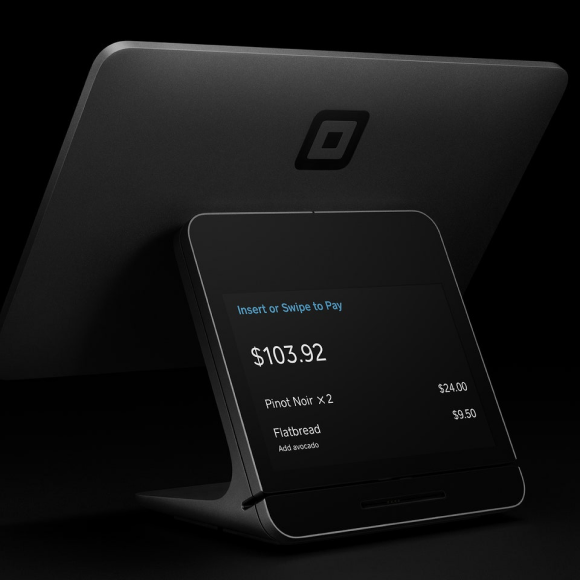 Insert or Swipe to Pay
$103.92
Pinot Noir x 2 $24.00
Flatbread $9.50
Add avocado